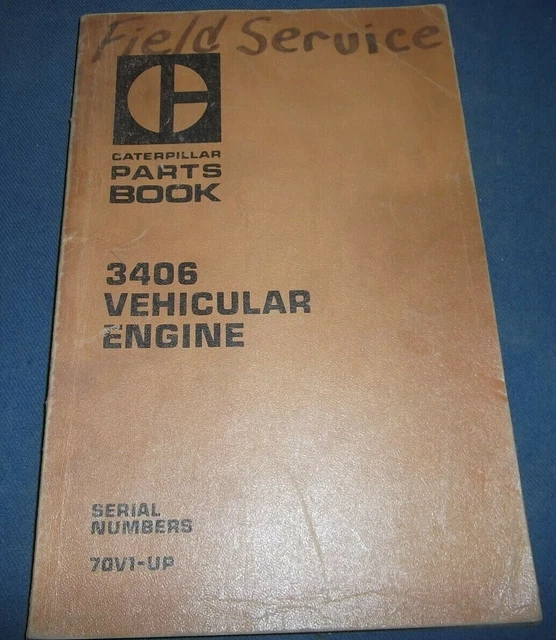 Field Service
CATERPILLAR
PARTS
BOOK
3406
VEHICULAR
ENGINE
SERIAL
NUMBERS
70V1-UP